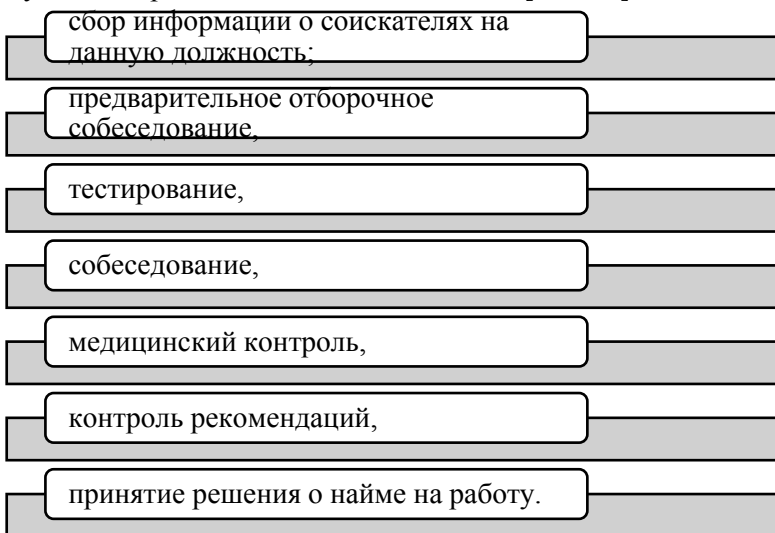 сбор информации о соискателях на
данную должность;
предварительное отборочное
собеседование,
тестирование,
собеседование,
медицинский контроль,
контроль рекомендаций,
принятие решения о найме на работу.